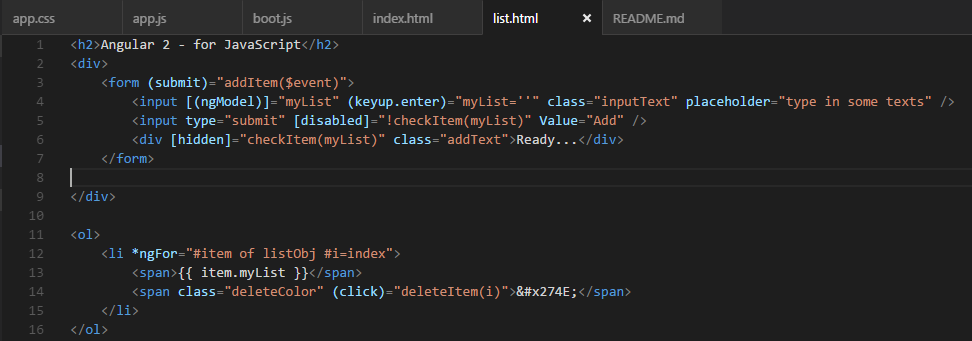 app.css app.js boot.js index.html list.html × README.md
1 <h2>Angular 2 - for JavaScript</h2>
2 <div>
3 <form (submit)="addItem($event)">
4 <input [(ngModel)]="myList" (keyup.enter)="myList=''" class="inputText" placeholder="type in some texts" />
5 <input type="submit" [disabled]="!checkItem(myList)" Value="Add" />
6 <div [hidden]="checkItem(myList)" class="addText">Ready...</div>
7 </form>
8
9 </div>
10
11 <ol>
12 <li *ngFor="#item of listObj #i=index">
13 <span>{{ item.myList }}</span>
14 <span class="deleteColor" (click)="deleteItem(i)">&#x274E;</span>
15 </li>
16 </ol>